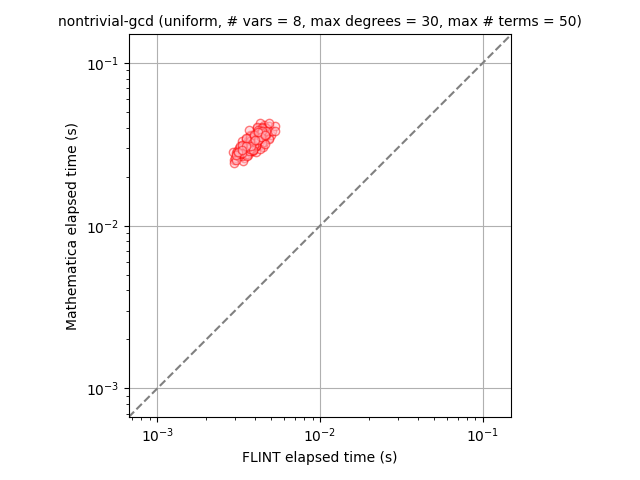 nontrivial-gcd (uniform, # vars = 8, max degrees = 30, max # terms = 50)
Mathematica elapsed time (s)
10⁻¹
10⁻²
10⁻³
10⁻³ 10⁻² 10⁻¹
FLINT elapsed time (s)